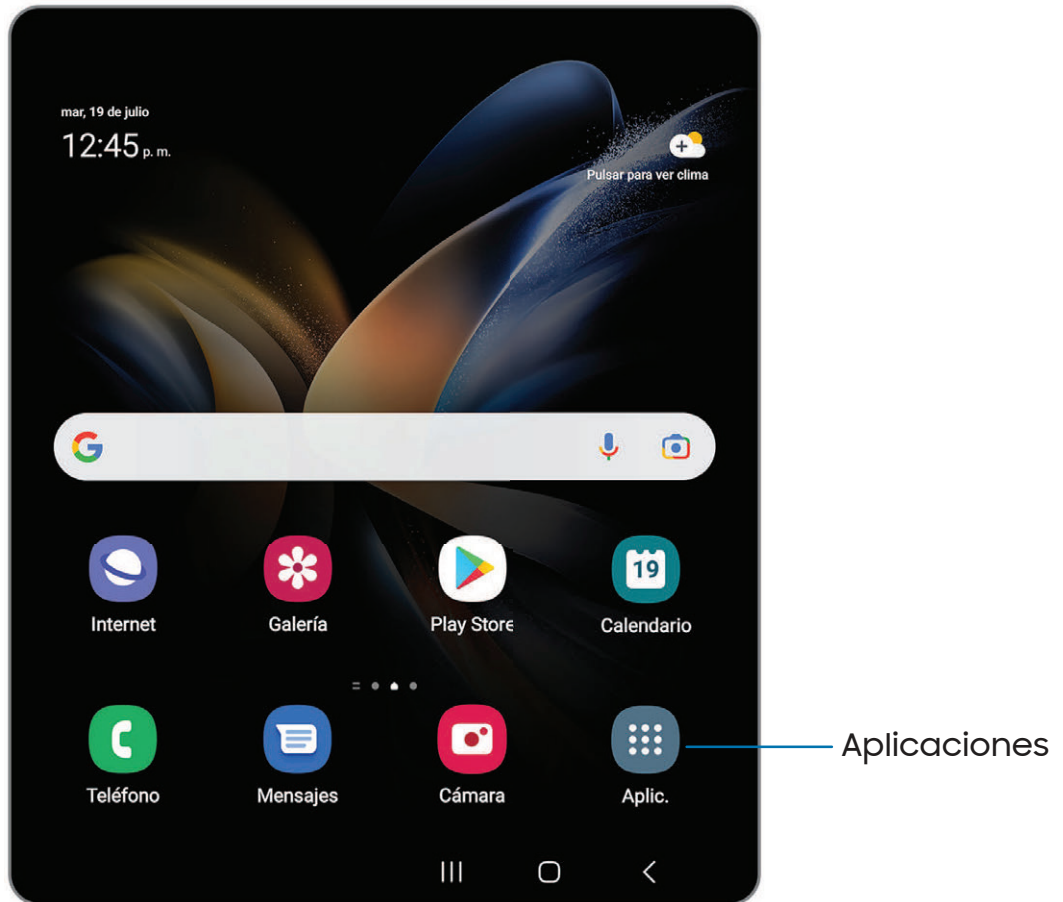 mar, 19 de julio
12:45 p. m.
Pulsar para ver clima
G
19
Internet
Galería
Play Store
Calendario
Teléfono
Mensajes
Cámara
Aplic.
Aplicaciones